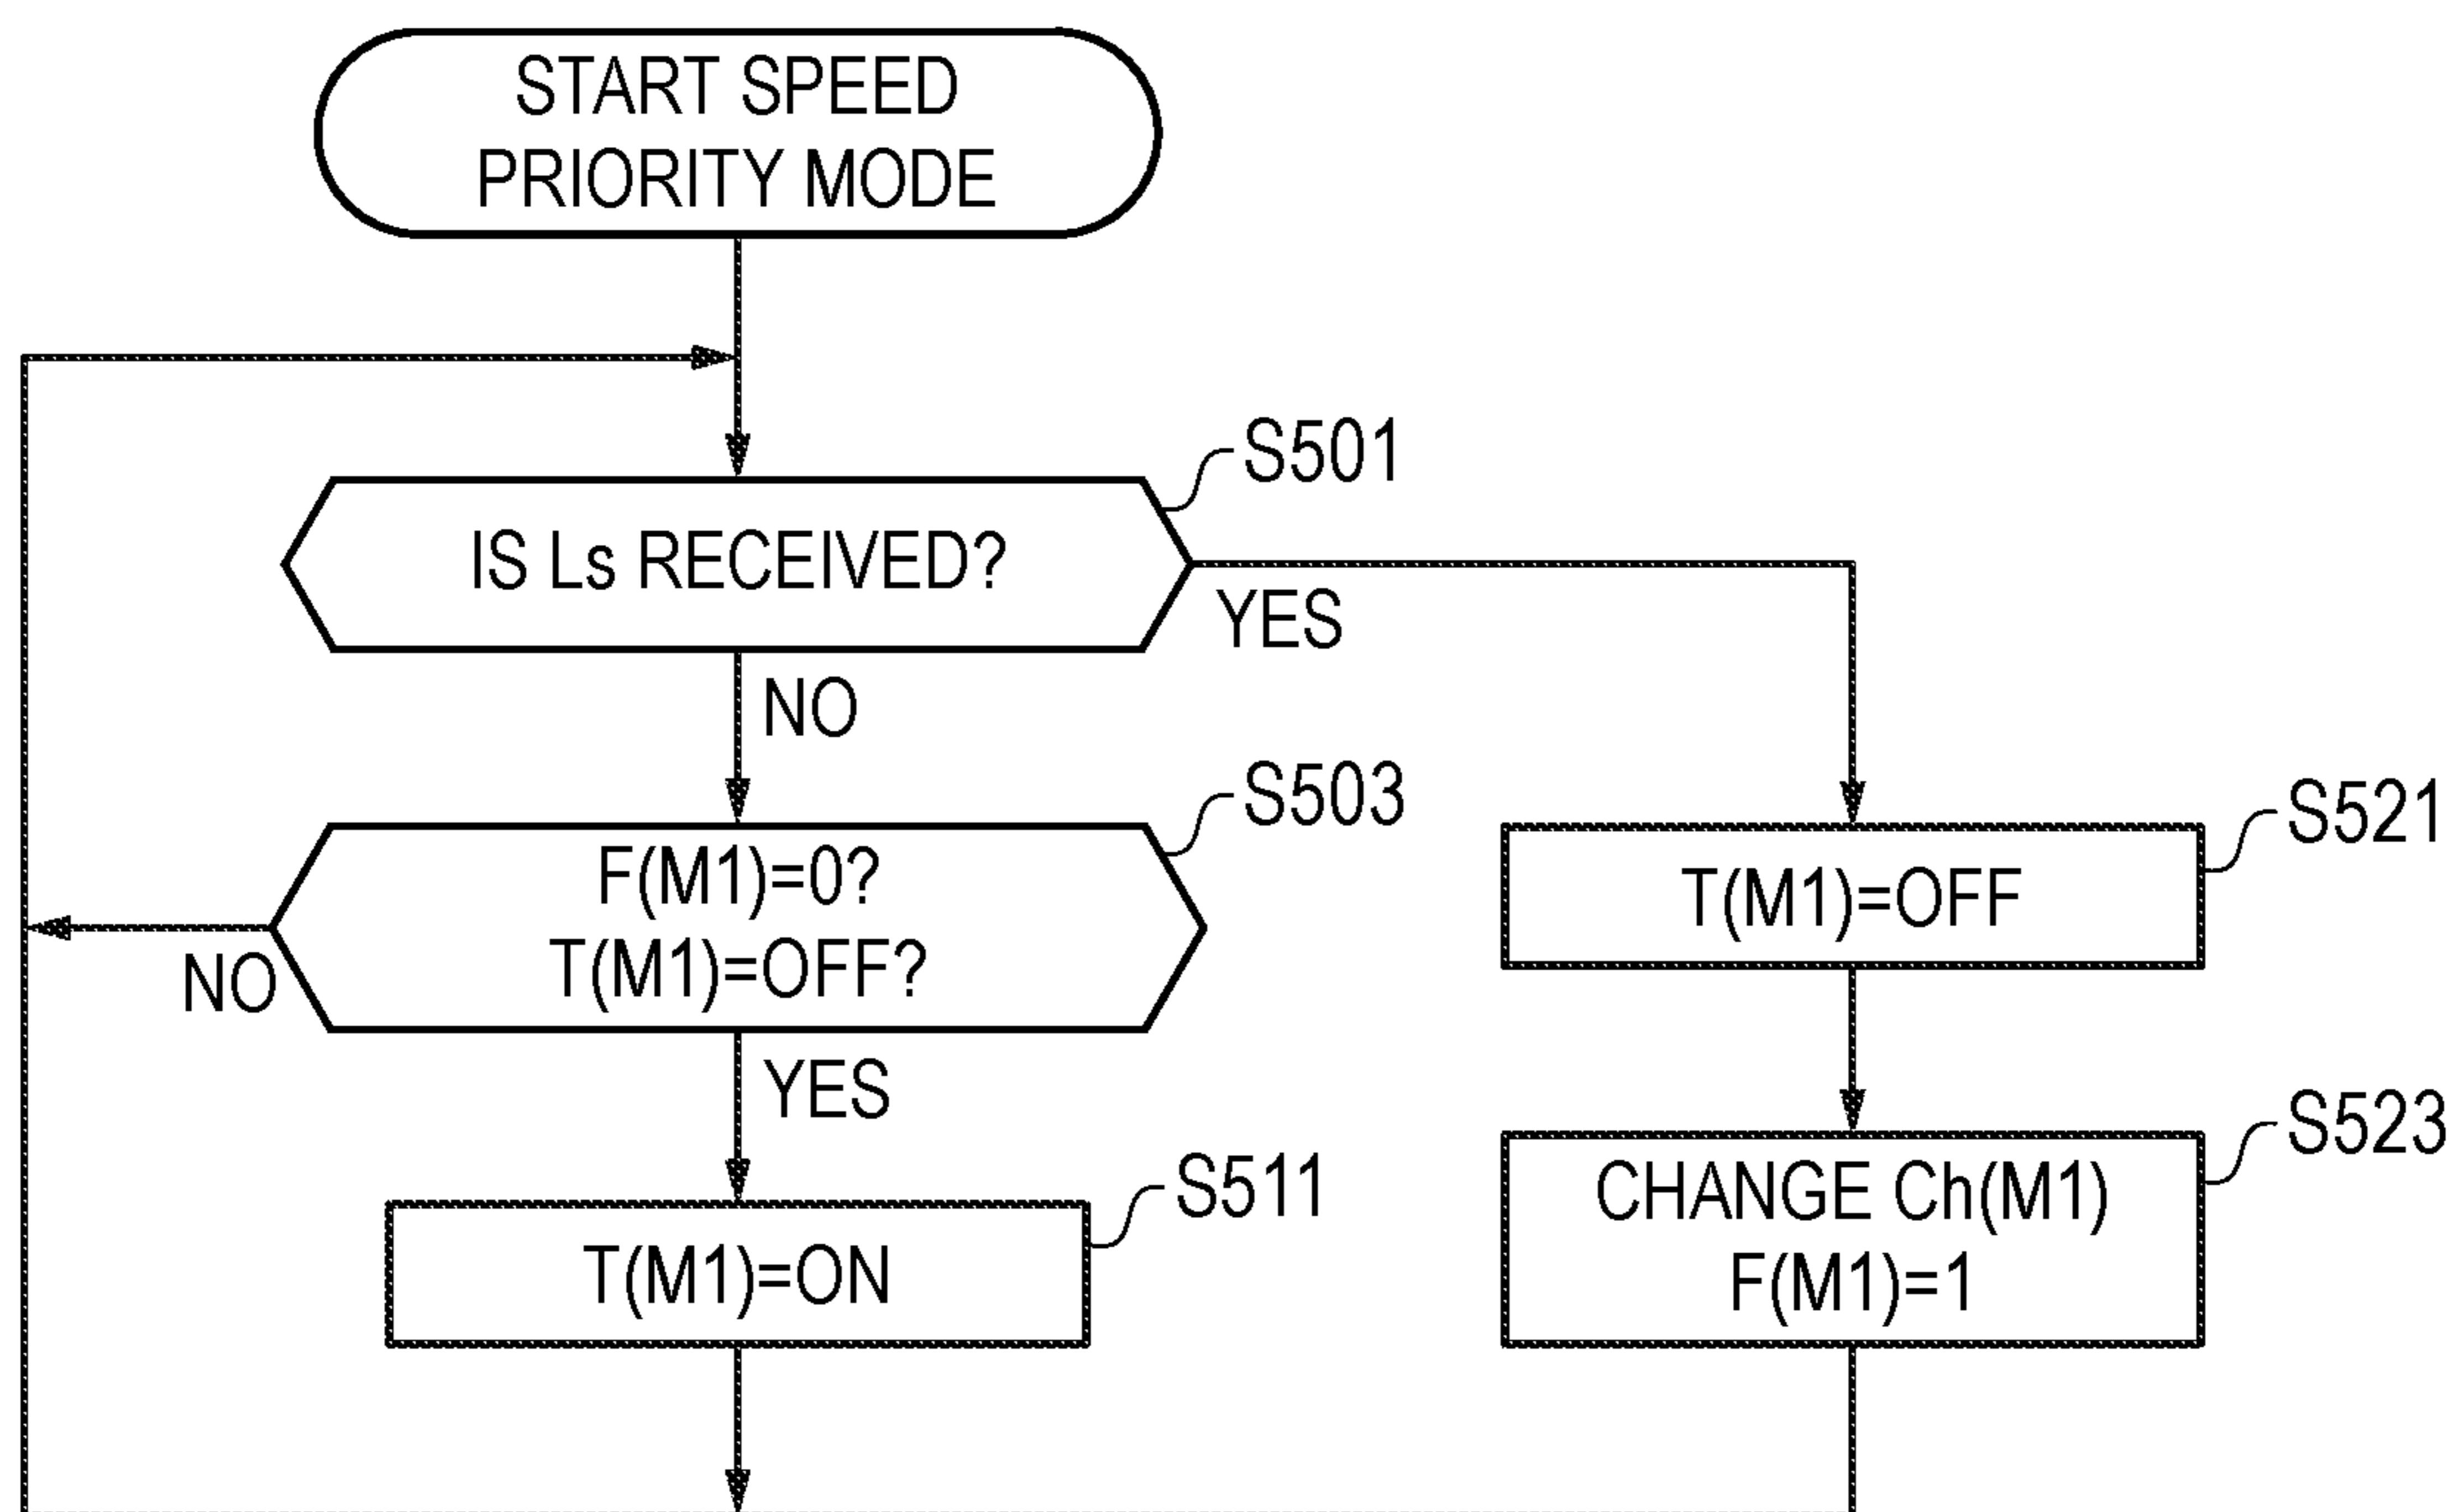 START SPEED
PRIORITY MODE
S501
IS Ls RECEIVED?
YES
NO
S503
F(M1)=0?
T(M1)=OFF?
NO
YES
S521
T(M1)=OFF
S511
T(M1)=ON
S523
CHANGE Ch(M1)
F(M1)=1